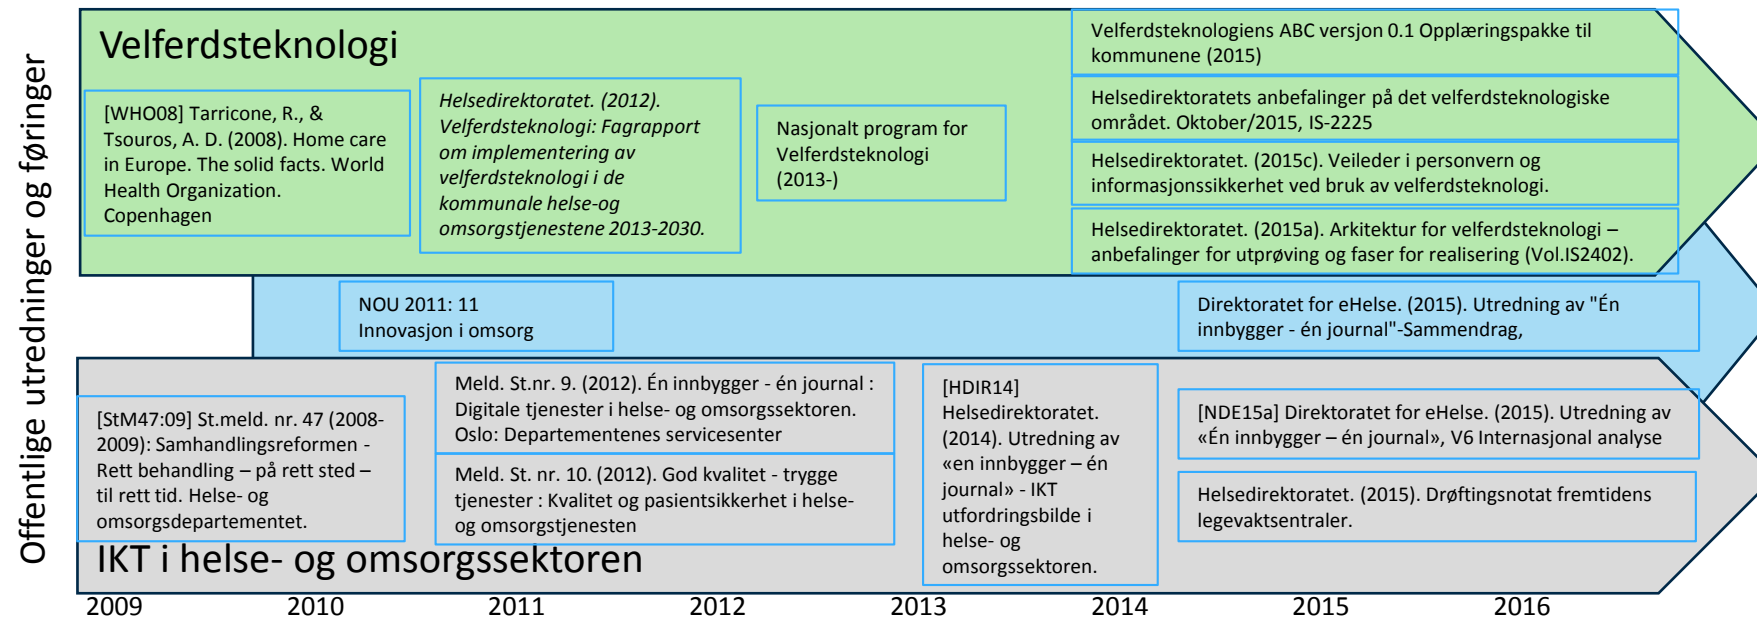 Offentlige utredninger og føringer
Velferdsteknologi
[WHO08] Tarricone, R., &
Tsouros, A. D. (2008). Home care
in Europe. The solid facts. World
Health Organization.
Copenhagen
Helsedirektoratet. (2012).
Velferdsteknologi: Fagrapport
om implementering av
velferdsteknologi i de
kommunale helse-og
omsorgstjenestene 2013-2030.
Nasjonalt program for
Velferdsteknologi
(2013-)
Velferdsteknologiens ABC versjon 0.1 Opplæringspakke til
kommunene (2015)
Helsedirektoratets anbefalinger på det velferdsteknologiske
området. Oktober/2015, IS-2225
Helsedirektoratet. (2015c). Veileder i personvern og
informasjonssikkerhet ved bruk av velferdsteknologi.
Helsedirektoratet. (2015a). Arkitektur for velferdsteknologi –
anbefalinger for utprøving og faser for realisering (Vol.IS2402).
NOU 2011: 11
Innovasjon i omsorg
Direktoratet for eHelse. (2015). Utredning av "Én
innbygger - én journal"-Sammendrag,
[StM47:09] St.meld. nr. 47 (2008-
2009): Samhandlingsreformen -
Rett behandling – på rett sted –
til rett tid. Helse- og
omsorgsdepartementet.
Meld. St.nr. 9. (2012). Én innbygger - én journal :
Digitale tjenester i helse- og omsorgssektoren.
Oslo: Departementenes servicesenter
Meld. St. nr. 10. (2012). God kvalitet - trygge
tjenester : Kvalitet og pasientsikkerhet i helse-
og omsorgstjenesten
[HDIR14]
Helsedirektoratet.
(2014). Utredning av
«en innbygger – én
journal» - IKT
utfordringsbilde i
helse- og
omsorgssektoren.
[NDE15a] Direktoratet for eHelse. (2015). Utredning av
«Én innbygger – én journal», V6 Internasjonal analyse
Helsedirektoratet. (2015). Drøftingsnotat fremtidens
legevaktsentraler.
IKT i helse- og omsorgssektoren
2009 2010 2011 2012 2013 2014 2015 2016